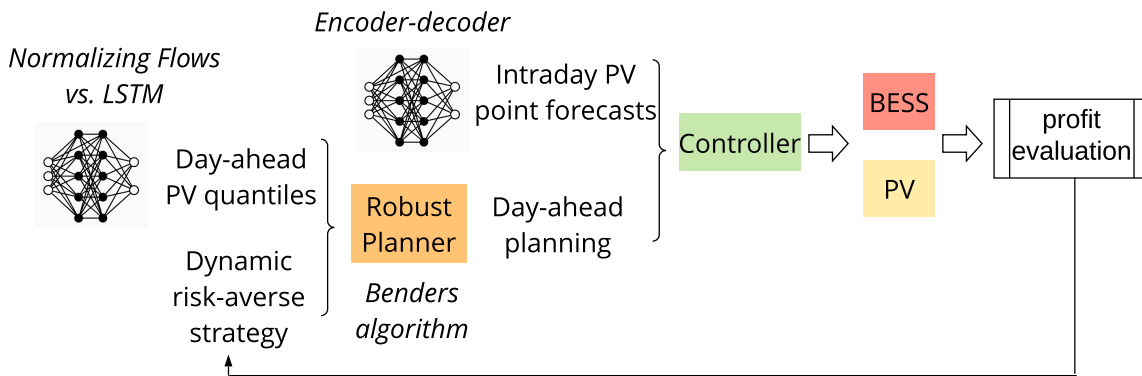 Normalizing Flows
vs. LSTM
Day-ahead
PV quantiles
Dynamic
risk-averse
strategy
Encoder-decoder
Intraday PV
point forecasts
Robust
Planner
Benders
algorithm
Day-ahead
planning
Controller
BESS
PV
profit
evaluation